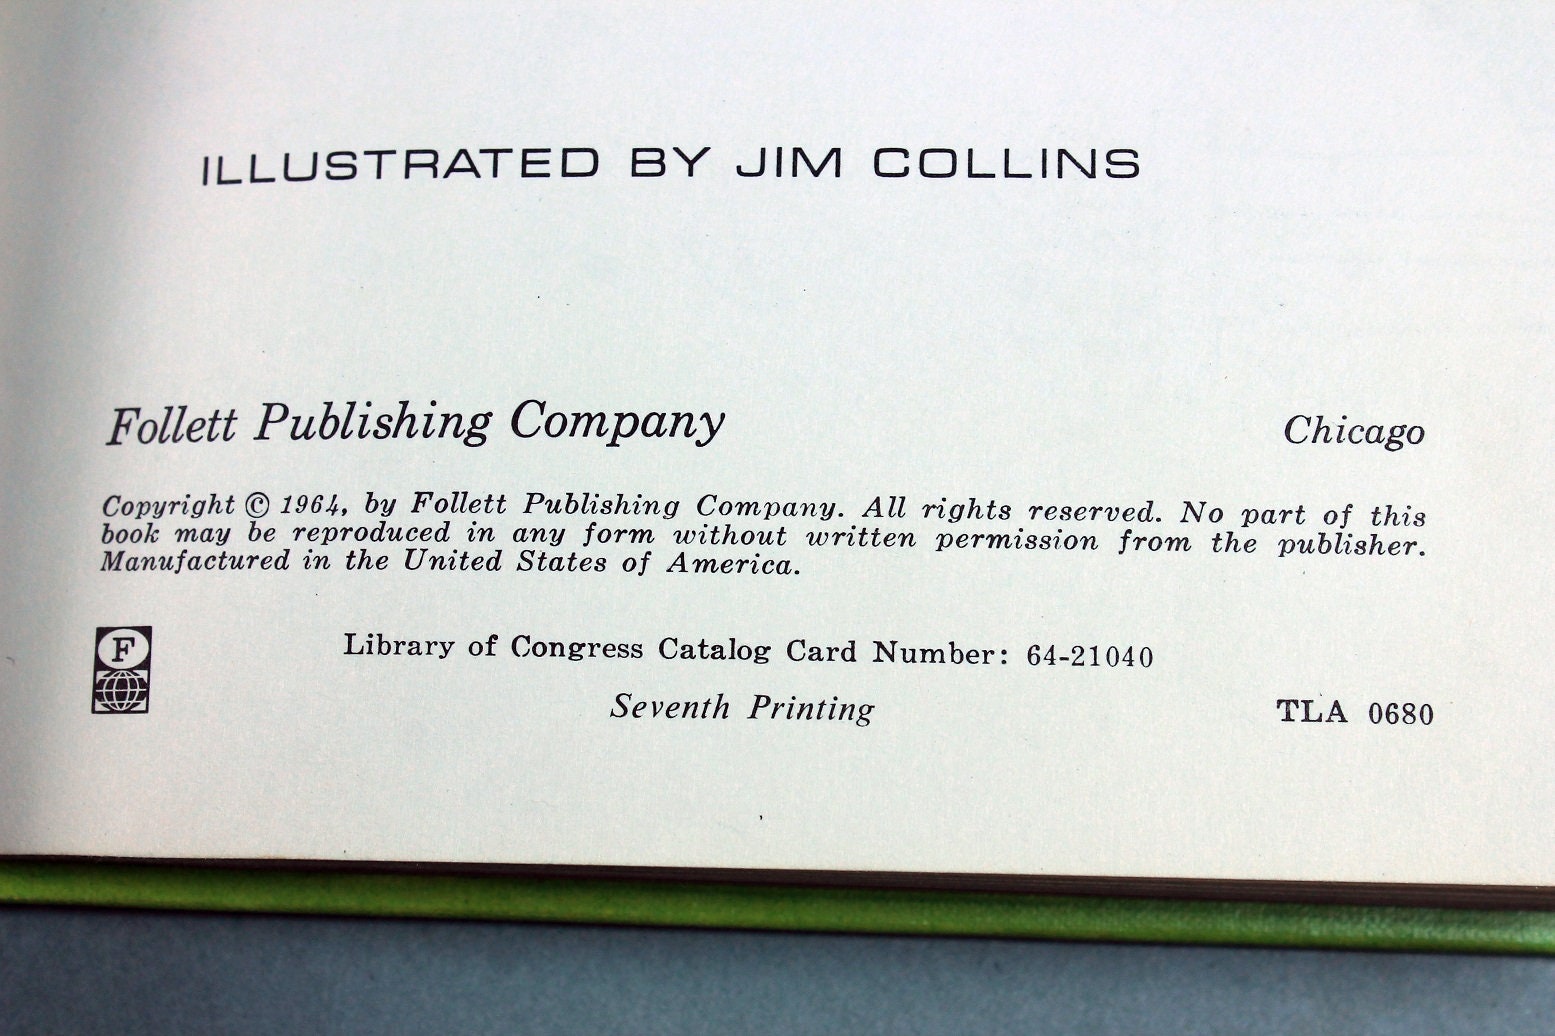 ILLUSTRATED BY JIM COLLINS
Follett Publishing Company Chicago
Copyright © 1964, by Follett Publishing Company. All rights reserved. No part of this
book may be reproduced in any form without written permission from the publisher.
Manufactured in the United States of America.
F
Library of Congress Catalog Card Number: 64-21040
Seventh Printing TLA 0680